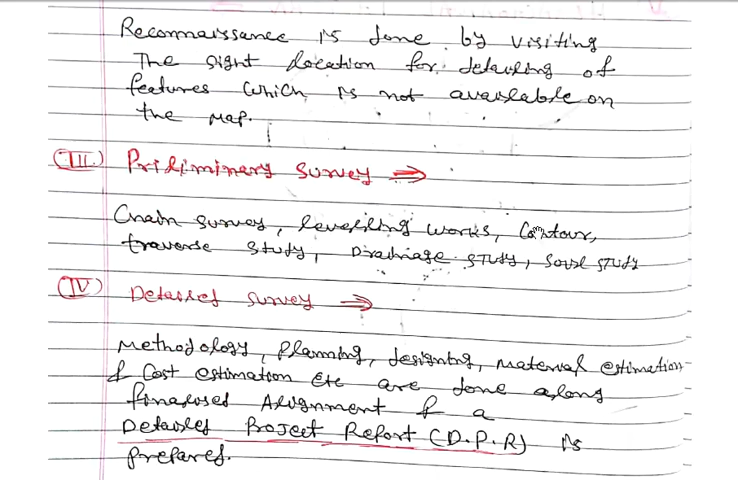 Reconnaissance is done by visiting
The sight location for detailing of
features which is not available on
the map.
(III.) Priliminary survey ⇒
Chain survey, levelling works, Contour,
traverse study, Drainage study, soil study
(IV) Detailed survey ⇒
Methodology, planning, designing, material estimation
& Cost estimation etc are done along
finalised Alignment & a
Detailed Project Report (D.P.R) is
prepared.